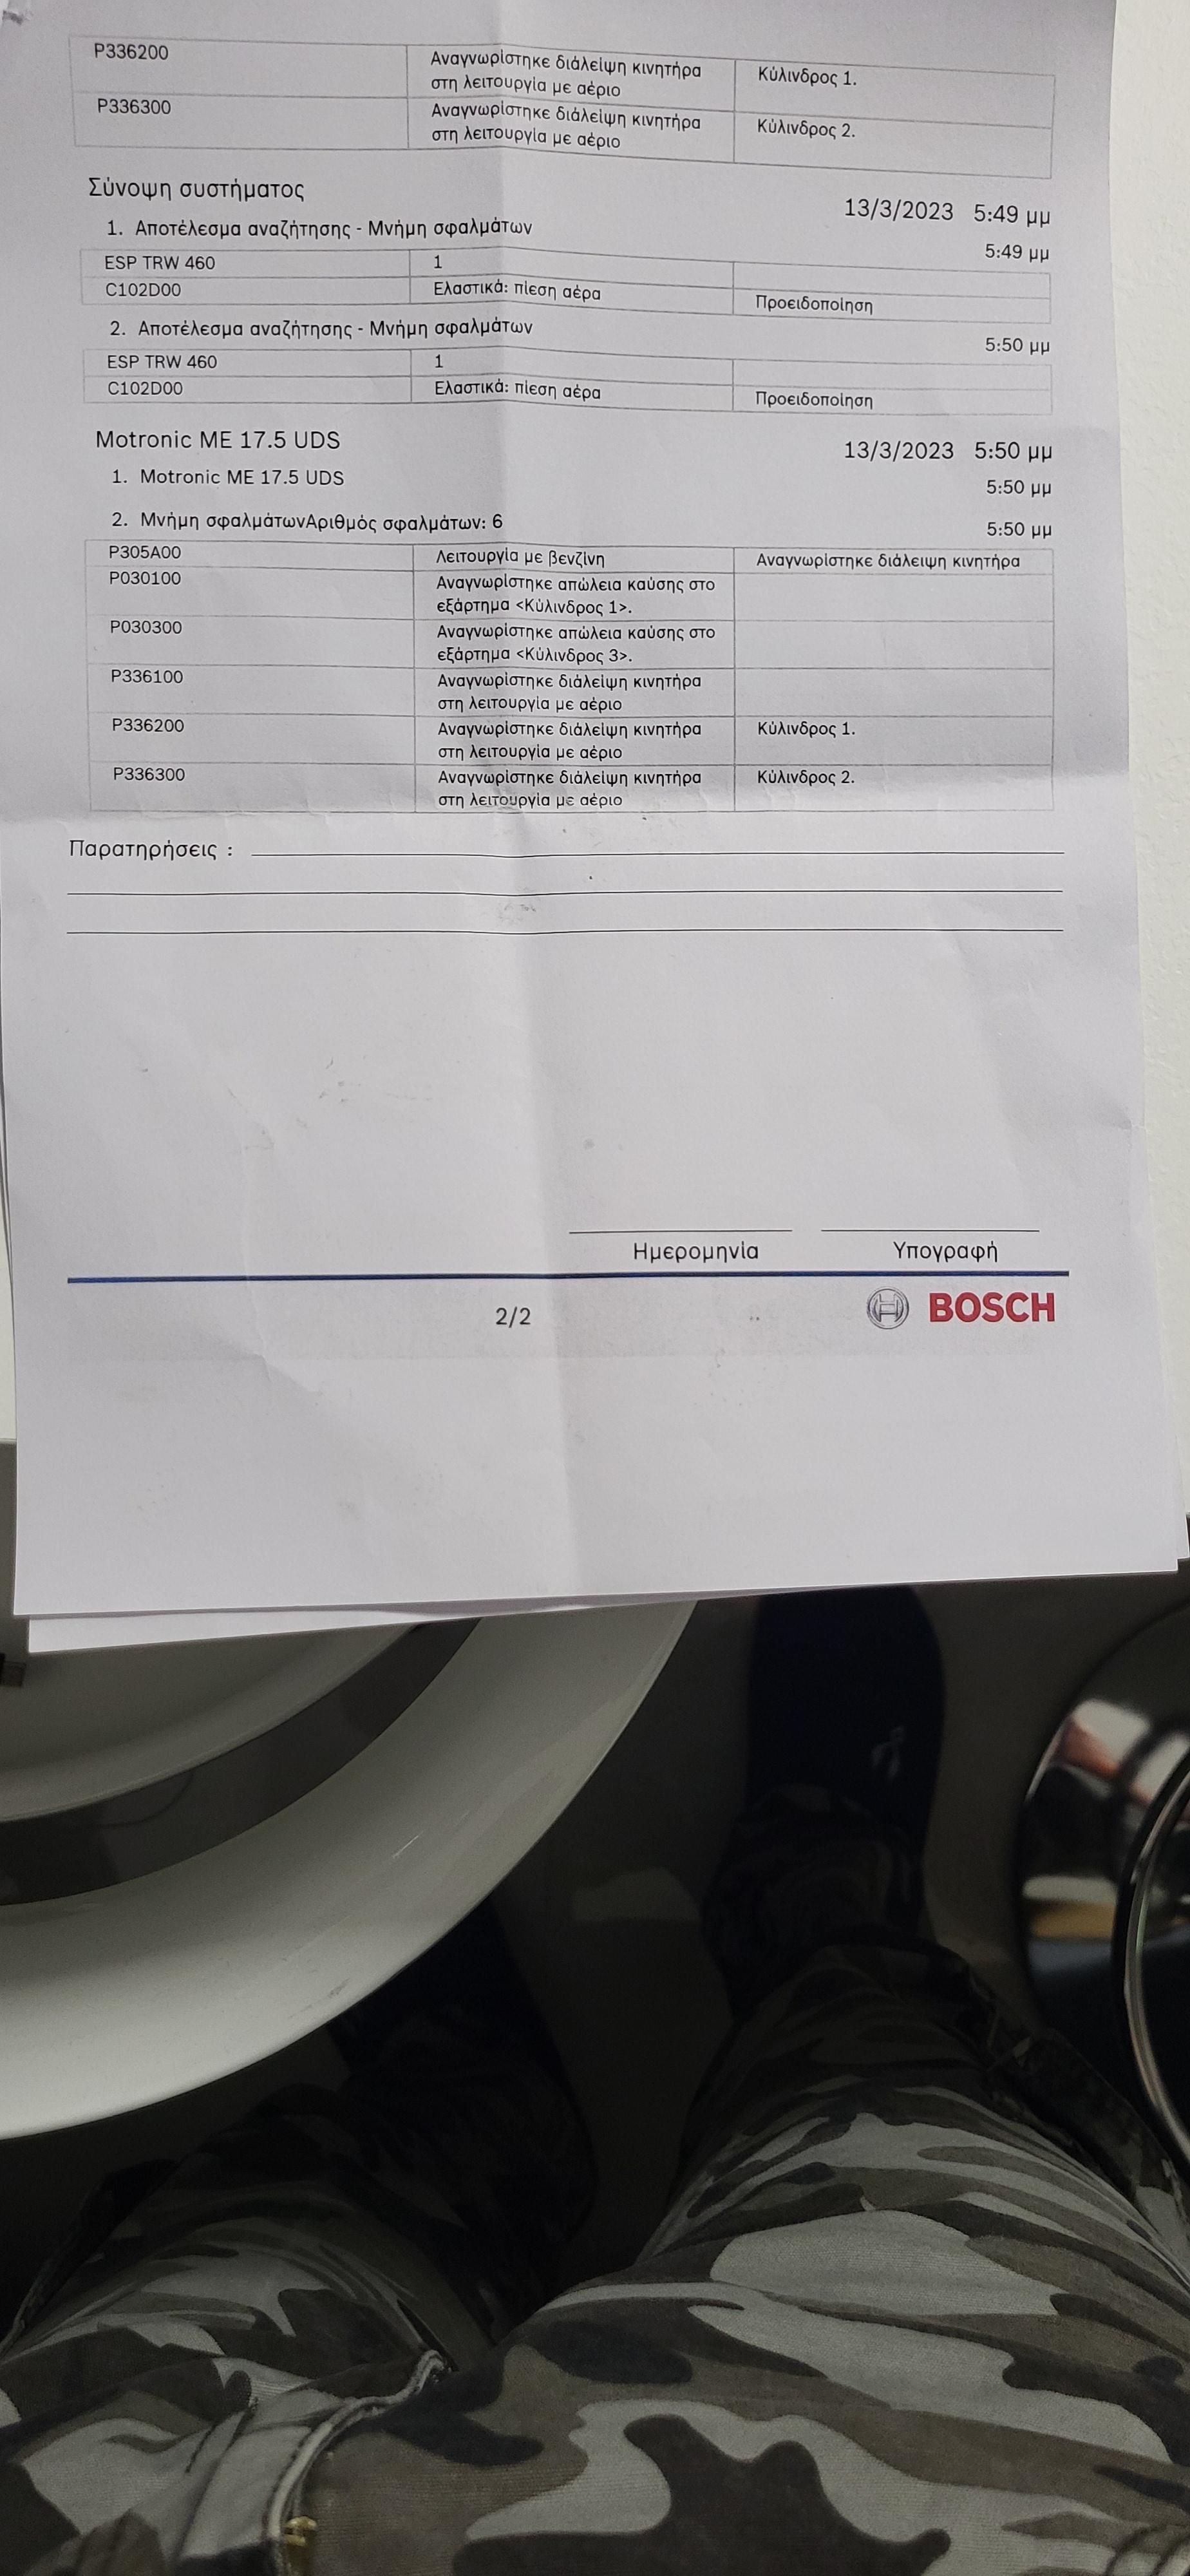 P336200 Αναγνωρίστηκε διάλειψη κινητήρα Κύλινδρος 1.
στη λειτουργία με αέριο
P336300 Αναγνωρίστηκε διάλειψη κινητήρα Κύλινδρος 2.
στη λειτουργία με αέριο
Σύνοψη συστήματος 13/3/2023 5:49 μμ
1. Αποτέλεσμα αναζήτησης - Μνήμη σφαλμάτων 5:49 μμ
ESP TRW 460 1
C102D00 Ελαστικά: πίεση αέρα Προειδοποίηση
2. Αποτέλεσμα αναζήτησης - Μνήμη σφαλμάτων 5:50 μμ
ESP TRW 460 1
C102D00 Ελαστικά: πίεση αέρα Προειδοποίηση
Motronic ME 17.5 UDS 13/3/2023 5:50 μμ
1. Motronic ME 17.5 UDS 5:50 μμ
2. Μνήμη σφαλμάτωνΑριθμός σφαλμάτων: 6 5:50 μμ
P305A00 Λειτουργία με βενζίνη Αναγνωρίστηκε διάλειψη κινητήρα
P030100 Αναγνωρίστηκε απώλεια καύσης στο
εξάρτημα <Κύλινδρος 1>.
P030300 Αναγνωρίστηκε απώλεια καύσης στο
εξάρτημα <Κύλινδρος 3>.
P336100 Αναγνωρίστηκε διάλειψη κινητήρα
στη λειτουργία με αέριο
P336200 Αναγνωρίστηκε διάλειψη κινητήρα Κύλινδρος 1.
στη λειτουργία με αέριο
P336300 Αναγνωρίστηκε διάλειψη κινητήρα Κύλινδρος 2.
στη λειτουργία με αέριο
Παρατηρήσεις :
Ημερομηνία Υπογραφή
2/2 BOSCH